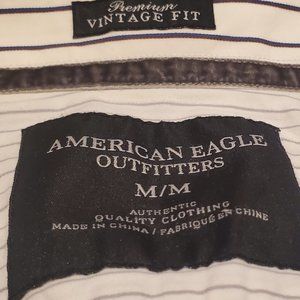 Premium
VINTAGE FIT
AMERICAN EAGLE
OUTFITTERS
M/M
AUTHENTIC
QUALITY CLOTHING
MADE IN CHINA / FABRIQUÉ EN CHINE